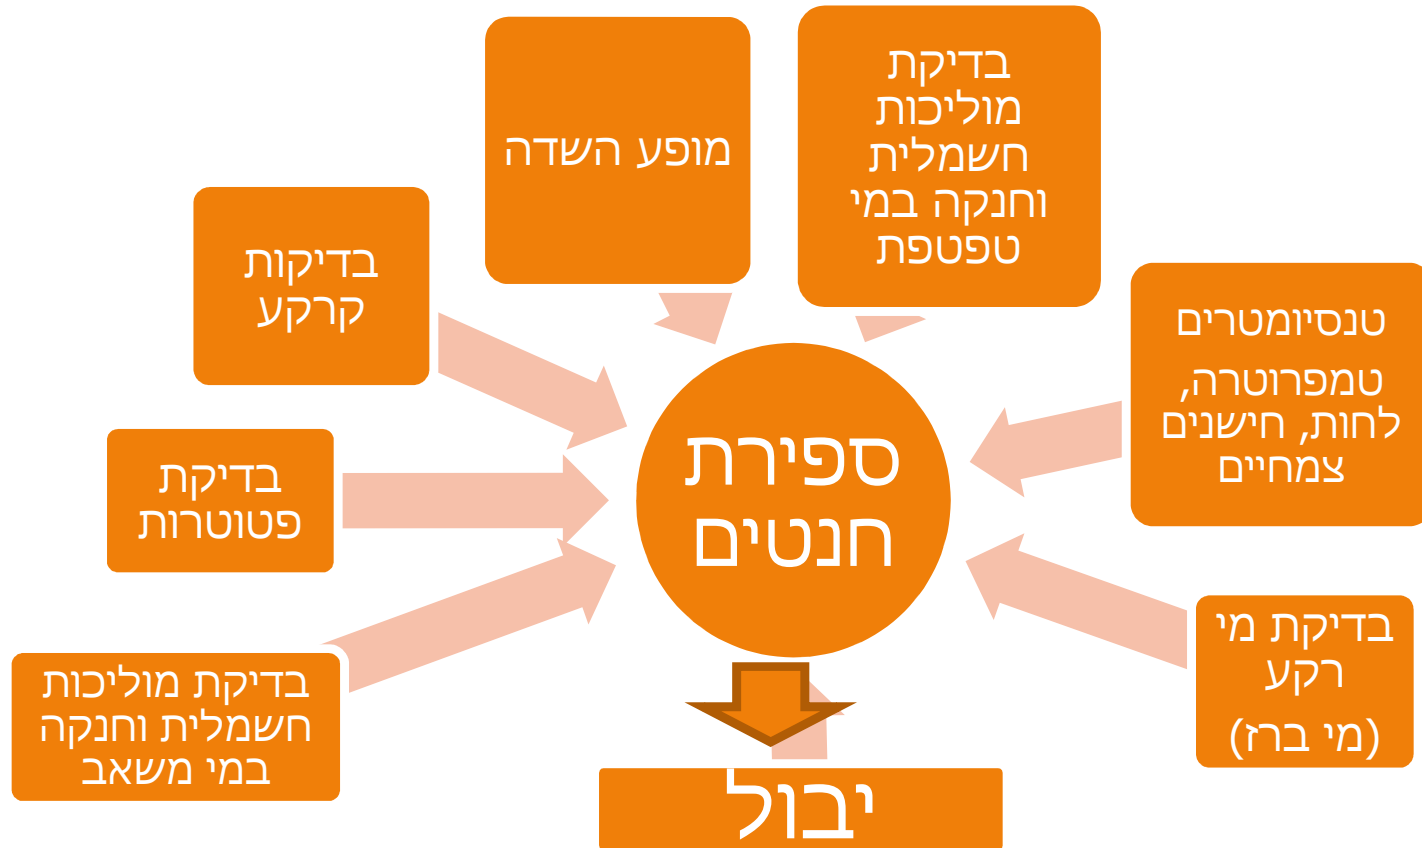 בדיקת
מוליכות
חשמלית
וחנקה במי
טפטפת
מופע השדה
בדיקות
קרקע
טנסיומטרים
טמפרוטרה,
לחות, חישנים
צמחיים
בדיקת
פטוטרות
ספירת
חנטים
בדיקת מי
רקע
(מי ברז)
בדיקת מוליכות
חשמלית וחנקה
במי משאב
יבול